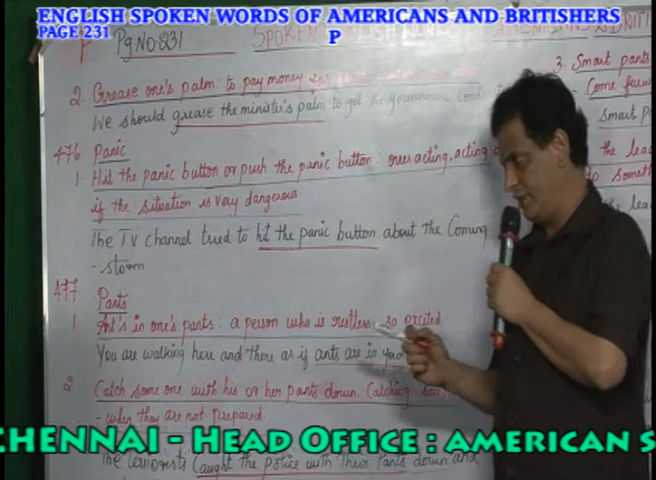 ENGLISH SPOKEN WORDS OF AMERICANS AND BRITISHERS
PAGE 231
P
P Pg.No:231 SPOKEN ENGLISH
2. Grease one's palm: to pay money
We should grease the minister's palm to get the government
476 Panic
1 Hit the panic button or push the panic button: over acting, acting
if the situation is very dangerous
The TV channel tried to hit the panic button about the Coming
- storm
477 Pants
1 Ant's in one's pants: a person who is restless, so excited
You are walking here and there as if ants are in your
2 Catch some one with his or her pants down: Catching
- when they are not prepared.
The terrorists Caught the police with their pants down and
3. Smart pants
Come
smart
the
do
the
CHENNAI - HEAD OFFICE : AMERICAN S